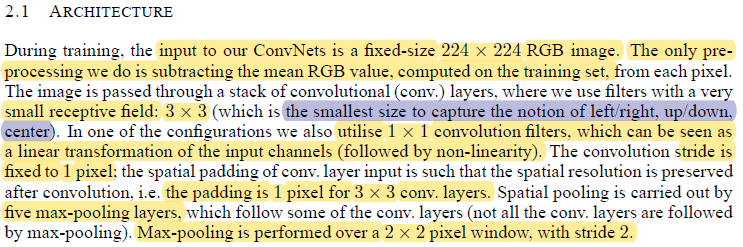 2.1 ARCHITECTURE
During training, the input to our ConvNets is a fixed-size 224 × 224 RGB image. The only pre-
processing we do is subtracting the mean RGB value, computed on the training set, from each pixel.
The image is passed through a stack of convolutional (conv.) layers, where we use filters with a very
small receptive field: 3 × 3 (which is the smallest size to capture the notion of left/right, up/down,
center). In one of the configurations we also utilise 1 × 1 convolution filters, which can be seen as
a linear transformation of the input channels (followed by non-linearity). The convolution stride is
fixed to 1 pixel; the spatial padding of conv. layer input is such that the spatial resolution is preserved
after convolution, i.e. the padding is 1 pixel for 3 × 3 conv. layers. Spatial pooling is carried out by
five max-pooling layers, which follow some of the conv. layers (not all the conv. layers are followed
by max-pooling). Max-pooling is performed over a 2 × 2 pixel window, with stride 2.